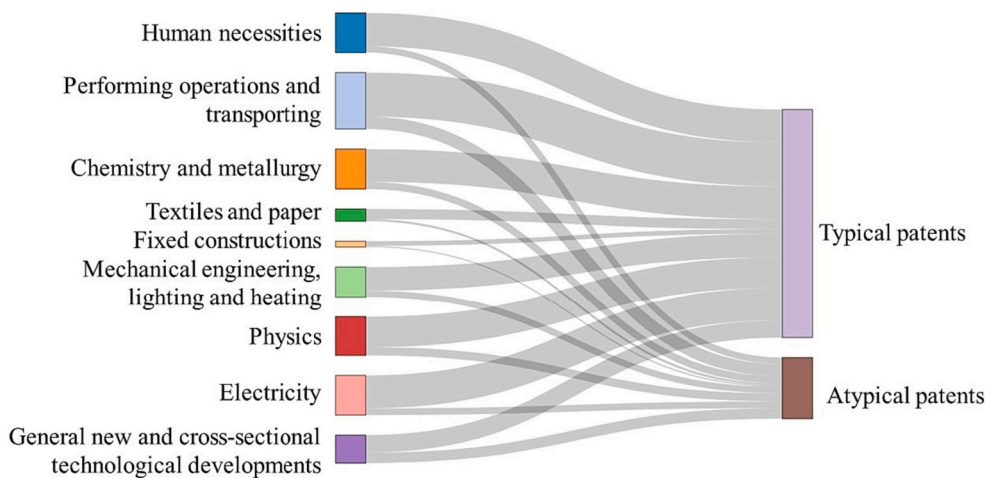 Human necessities
Performing operations and
transporting
Chemistry and metallurgy
Textiles and paper
Fixed constructions
Mechanical engineering,
lighting and heating
Physics
Electricity
General new and cross-sectional
technological developments
Typical patents
Atypical patents